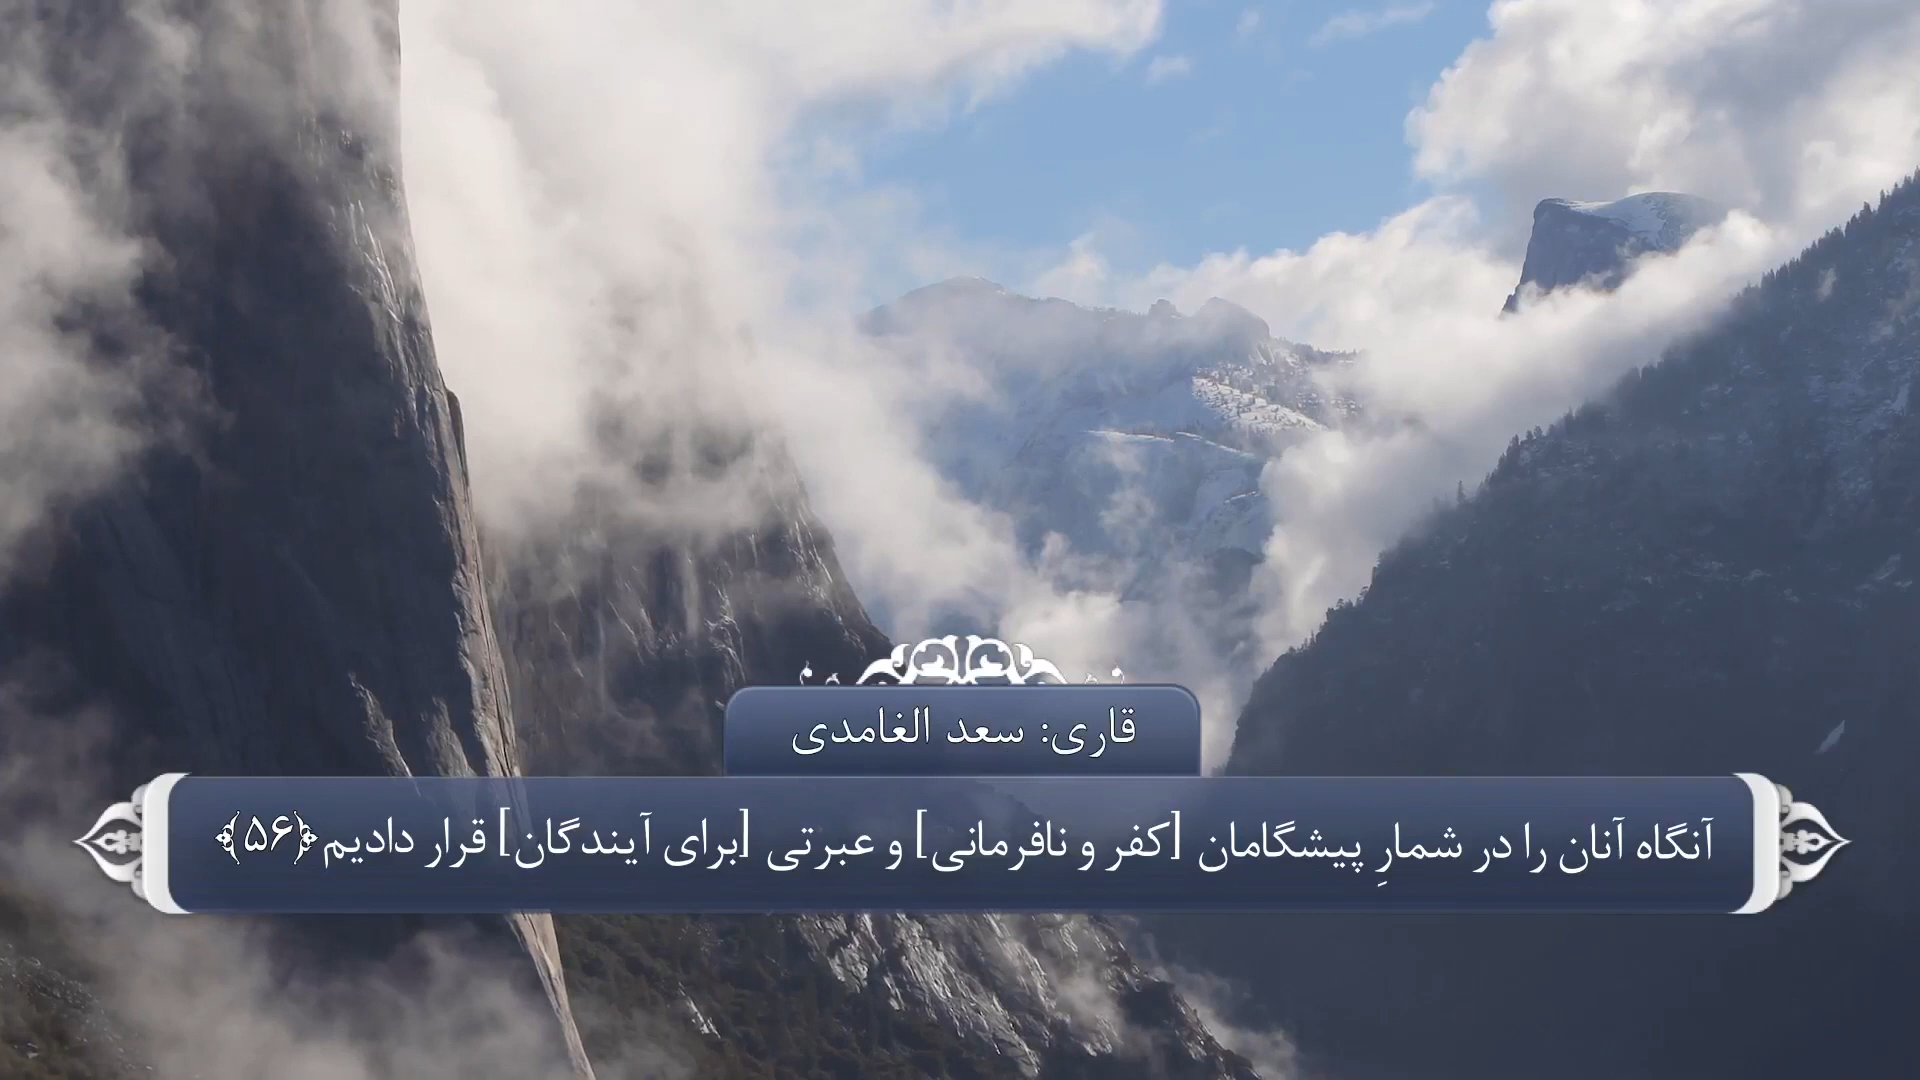 قاری: سعد الغامدی
آنگاه آنان را در شمارِ پیشگامان [کفر و نافرمانی] و عبرتی [برای آیندگان] قرار دادیم ﴿۵۶﴾